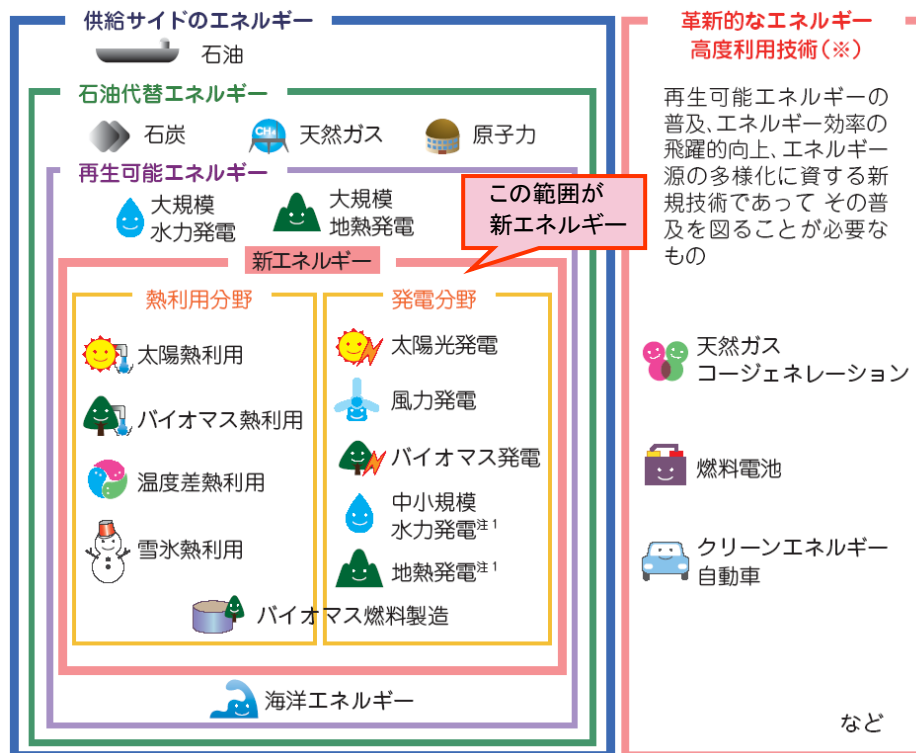 供給サイドのエネルギー
石油
石油代替エネルギー
石炭
天然ガス
CH4
原子力
再生可能エネルギー
大規模
水力発電
大規模
地熱発電
この範囲が
新エネルギー
新エネルギー
熱利用分野
太陽熱利用
バイオマス熱利用
温度差熱利用
雪氷熱利用
発電分野
太陽光発電
風力発電
バイオマス発電
中小規模
水力発電注1
地熱発電注1
バイオマス燃料製造
海洋エネルギー
革新的なエネルギー
高度利用技術(※)
再生可能エネルギーの
普及、エネルギー効率の
飛躍的向上、エネルギー
源の多様化に資する新
規技術であって その普
及を図ることが必要な
もの
天然ガス
コージェネレーション
燃料電池
クリーンエネルギー
自動車
など